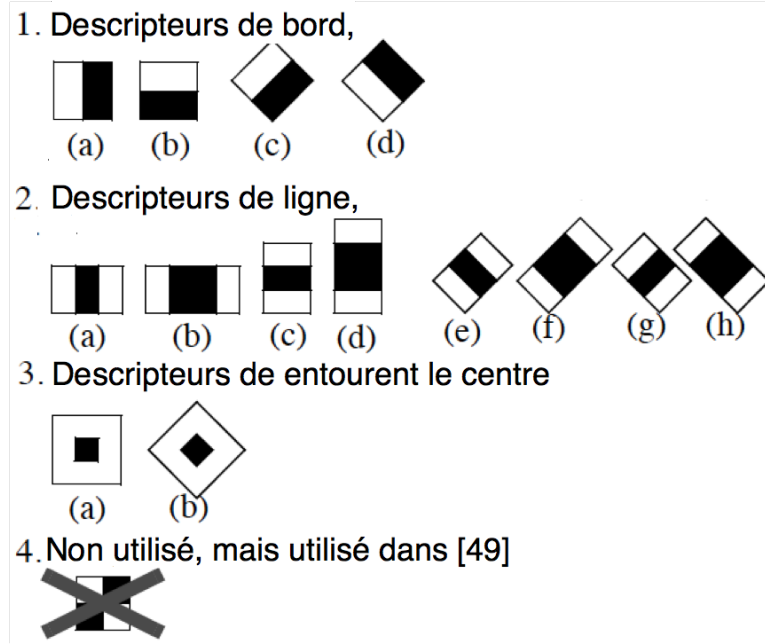 1. Descripteurs de bord,
(a) (b) (c) (d)
2. Descripteurs de ligne,
(a) (b) (c) (d) (e) (f) (g) (h)
3. Descripteurs de entourent le centre
(a) (b)
4. Non utilisé, mais utilisé dans [49]